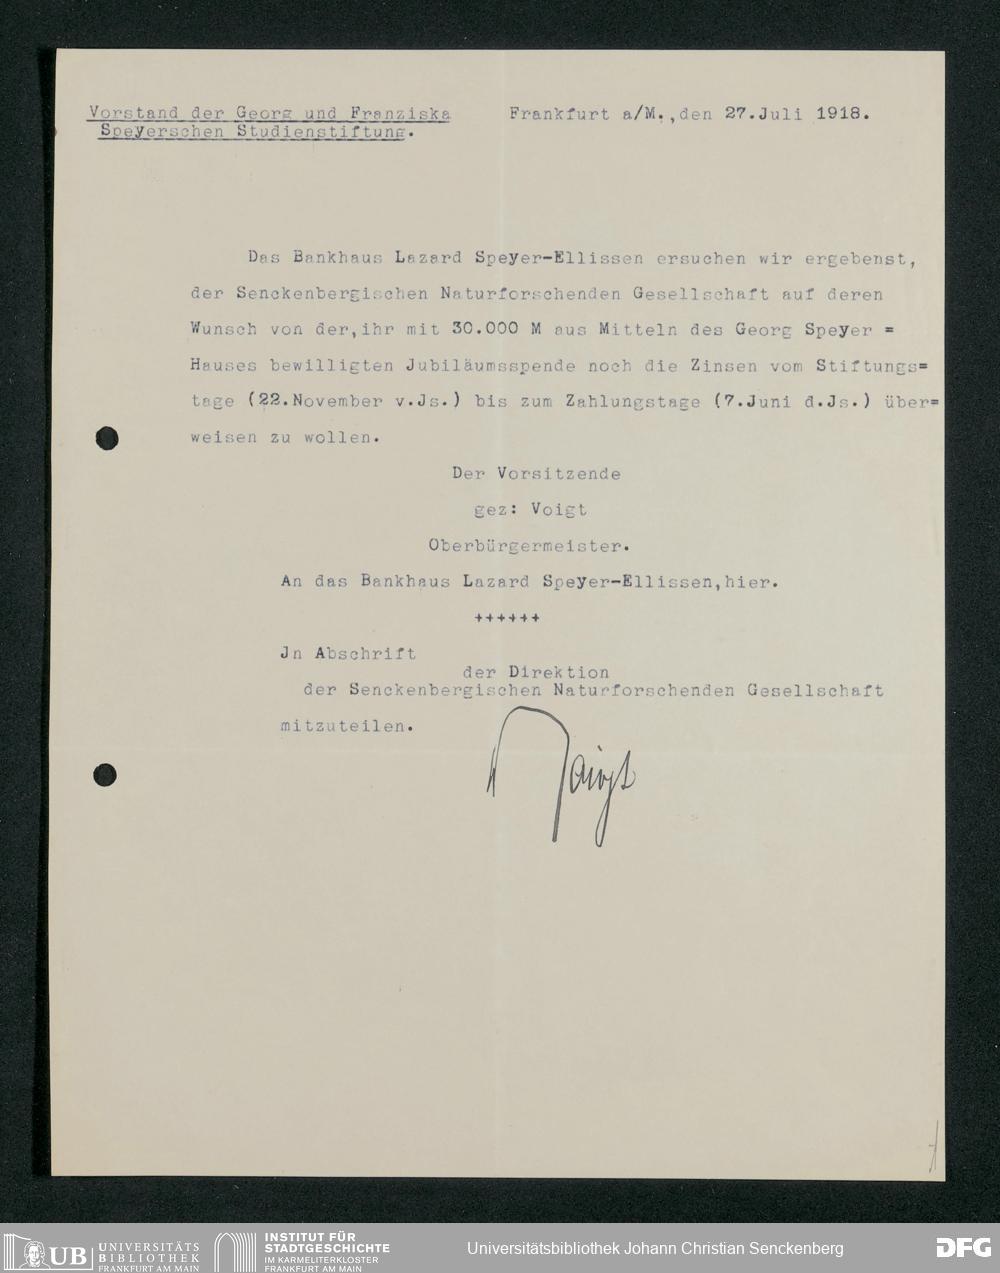 Vorstand der Georg und Franziska
Speyerschen Studienstiftung.
Frankfurt a/M.,den 27.Juli 1918.
Das Bankhaus Lazard Speyer-Ellissen ersuchen wir ergebenst,
der Senckenbergischen Naturforschenden Gesellschaft auf deren
Wunsch von der,ihr mit 30.000 M aus Mitteln des Georg Speyer =
Hauses bewilligten Jubiläumsspende noch die Zinsen vom Stiftungs=
tage (22.November v.Js.) bis zum Zahlungstage (7.Juni d.Js.) über=
weisen zu wollen.
Der Vorsitzende
gez: Voigt
Oberbürgermeister.
An das Bankhaus Lazard Speyer-Ellissen,hier.
++++++
Jn Abschrift
der Direktion
der Senckenbergischen Naturforschenden Gesellschaft
mitzuteilen.
Voigt
UB UNIVERSITÄTS
BIBLIOTHEK
FRANKFURT AM MAIN
INSTITUT FÜR
STADTGESCHICHTE
IM KARMELITERKLOSTER
FRANKFURT AM MAIN
Universitätsbibliothek Johann Christian Senckenberg
DFG